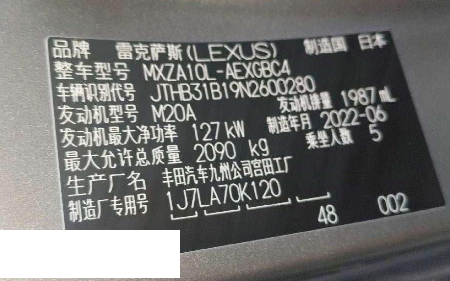 品牌 雷克萨斯(LEXUS) 制造国 日本
整车型号 MXZA10L-AEXGBC4
车辆识别代号 JTHB31B19N2600280
发动机型号 M20A 发动机排量 1987 mL
发动机最大净功率 127 kW 制造年月 2022-06
最大允许总质量 2090 kg 乘坐人数 5
生产厂名 丰田汽车九州公司宫田工厂
制造厂专用号 1J7LA70K120
48 002